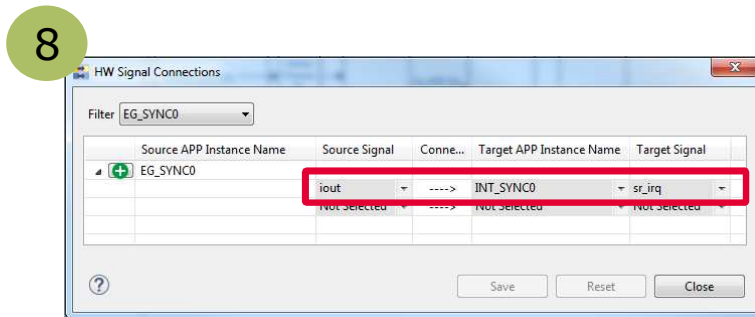 8
HW Signal Connections
Filter EG_SYNC0
Source APP Instance Name Source Signal Conne... Target APP Instance Name Target Signal
EG_SYNC0
iout ----> INT_SYNC0 sr_irq
Not Selected ----> Not Selected Not Selected
? Save Reset Close